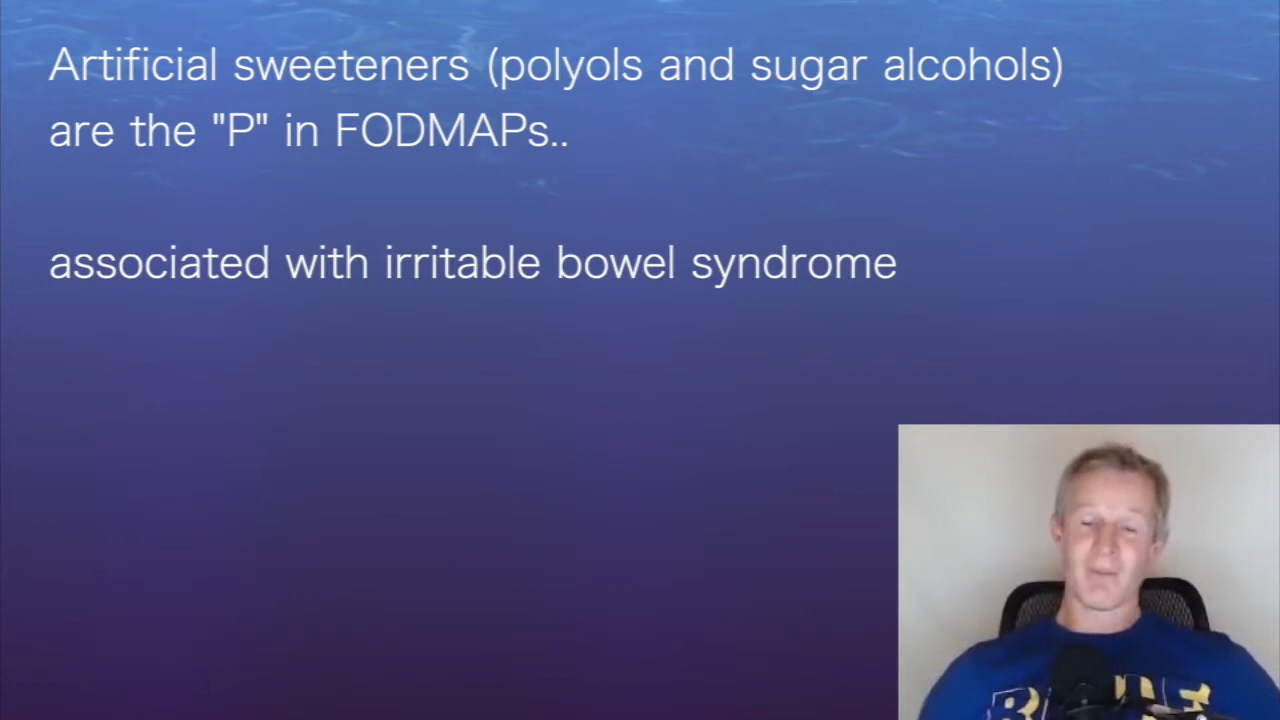 Artificial sweeteners (polyols and sugar alcohols)
are the "P" in FODMAPs..
associated with irritable bowel syndrome